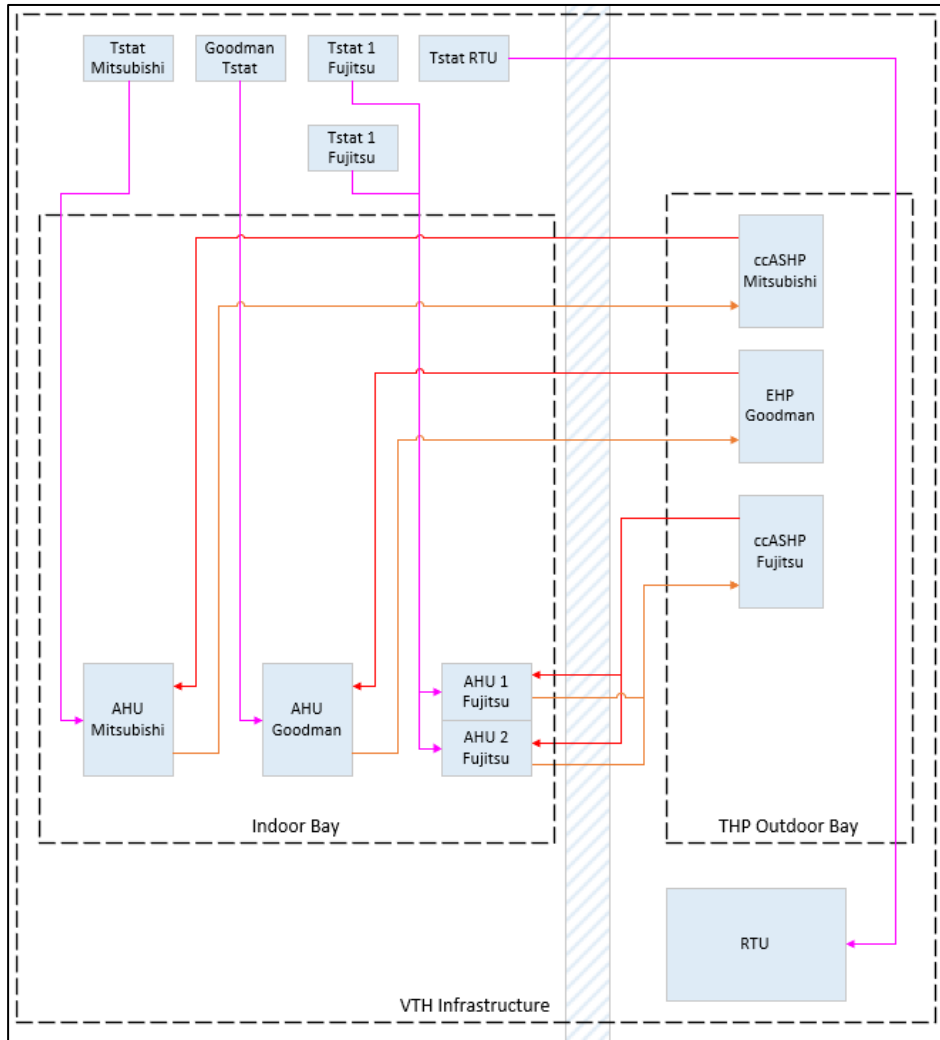 Tstat
Mitsubishi
Goodman
Tstat
Tstat 1
Fujitsu
Tstat RTU
Tstat 1
Fujitsu
ccASHP
Mitsubishi
EHP
Goodman
ccASHP
Fujitsu
AHU
Mitsubishi
AHU
Goodman
AHU 1
Fujitsu
AHU 2
Fujitsu
Indoor Bay
THP Outdoor Bay
RTU
VTH Infrastructure